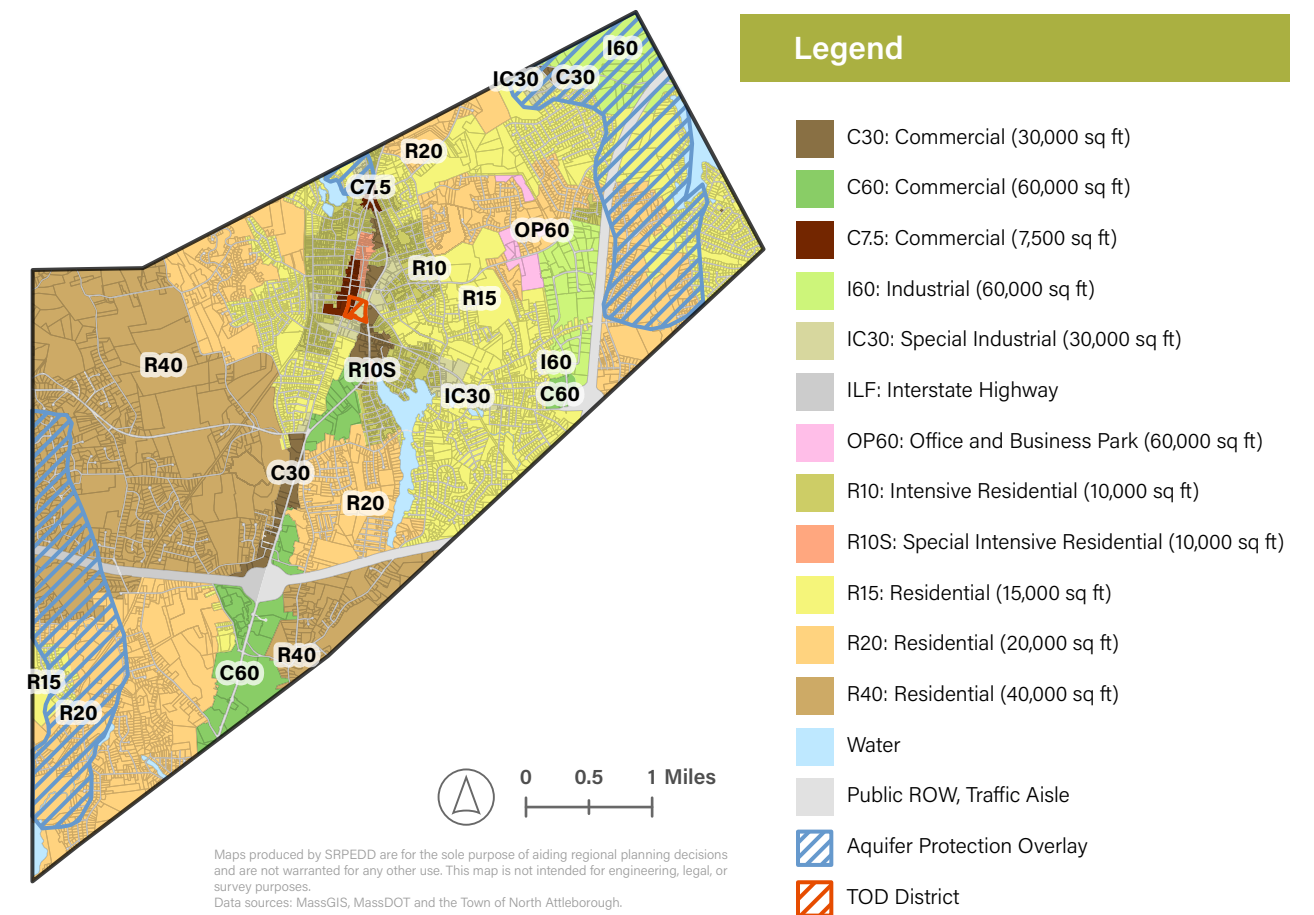 I60
IC30
C30
R20
C7.5
OP60
R10
R15
R40
R10S
I60
IC30
C60
C30
R20
R40
C60
R15
R20
0 0.5 1 Miles
Maps produced by SRPEDD are for the sole purpose of aiding regional planning decisions
and are not warranted for any other use. This map is not intended for engineering, legal, or
survey purposes.
Data sources: MassGIS, MassDOT and the Town of North Attleborough.
Legend
C30: Commercial (30,000 sq ft)
C60: Commercial (60,000 sq ft)
C7.5: Commercial (7,500 sq ft)
I60: Industrial (60,000 sq ft)
IC30: Special Industrial (30,000 sq ft)
ILF: Interstate Highway
OP60: Office and Business Park (60,000 sq ft)
R10: Intensive Residential (10,000 sq ft)
R10S: Special Intensive Residential (10,000 sq ft)
R15: Residential (15,000 sq ft)
R20: Residential (20,000 sq ft)
R40: Residential (40,000 sq ft)
Water
Public ROW, Traffic Aisle
Aquifer Protection Overlay
TOD District